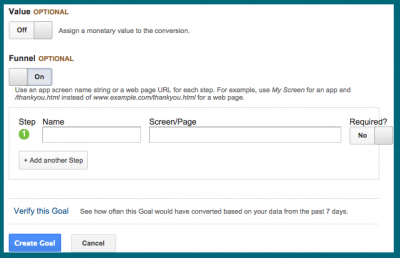 Value OPTIONAL
Off Assign a monetary value to the conversion.
Funnel OPTIONAL
On
Use an app screen name string or a web page URL for each step. For example, use My Screen for an app and
/thankyou.html instead of www.example.com/thankyou.html for a web page.
Step Name Screen/Page Required?
1 No
+ Add another Step
Verify this Goal See how often this Goal would have converted based on your data from the past 7 days.
Create Goal Cancel